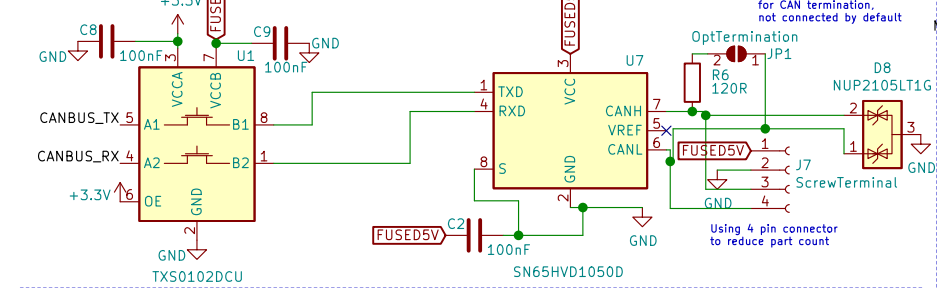 +3.3V
FUSE
FUSED5
for CAN termination,
not connected by default
C8
GND
100nF
3
VCCA
7
VCCB
C9
GND
100nF
U1
CANBUS_TX
5
A1
B1
8
CANBUS_RX
4
A2
B2
1
+3.3V
6
OE
GND
2
GND
TXS0102DCU
3
VCC
U7
1
TXD
4
RXD
8
S
GND
2
CANH
7
VREF
5
CANL
6
FUSED5V
C2
100nF
GND
SN65HVD1050D
OptTermination
2
1
JP1
R6
120R
FUSED5V
1
2
3
4
J7
ScrewTerminal
GND
Using 4 pin connector
to reduce part count
D8
NUP2105LT1G
2
1
3
GND